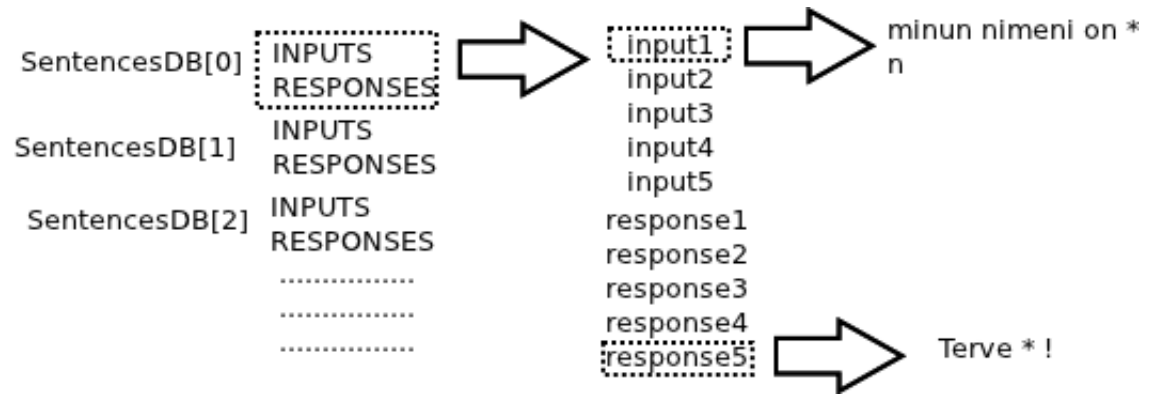 SentencesDB[0]
INPUTS
RESPONSES
SentencesDB[1]
INPUTS
RESPONSES
SentencesDB[2]
INPUTS
RESPONSES
input1
input2
input3
input4
input5
response1
response2
response3
response4
response5
minun nimeni on *
n
Terve * !